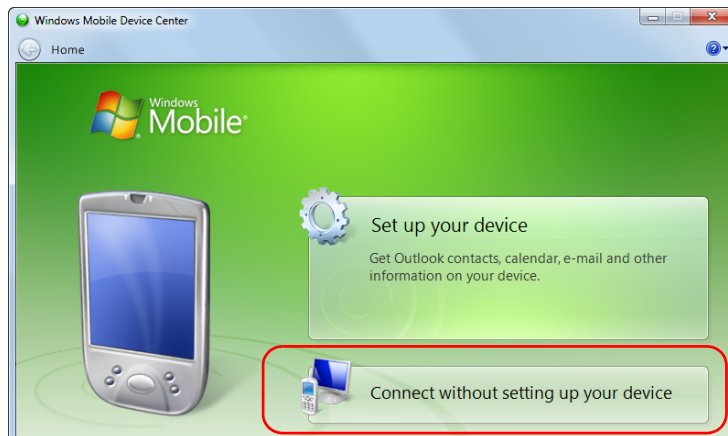 Windows Mobile Device Center
Home
Windows
Mobile®
Set up your device
Get Outlook contacts, calendar, e-mail and other
information on your device.
Connect without setting up your device